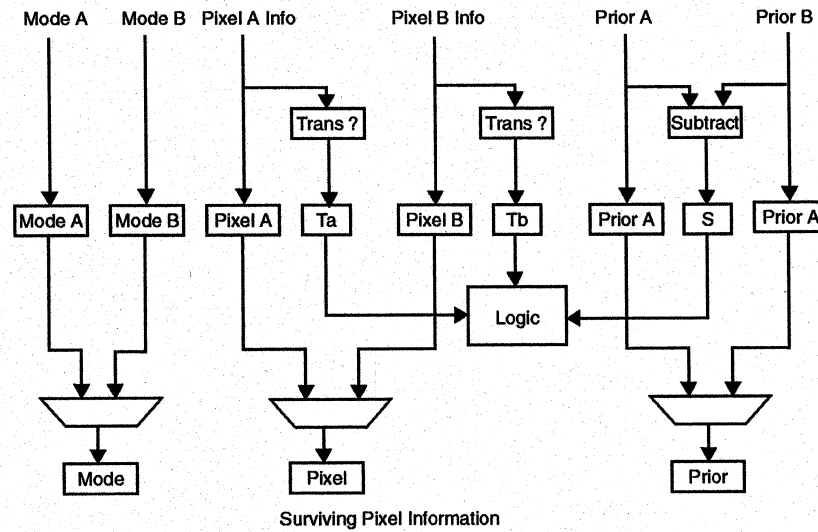 Mode A Mode B Pixel A Info Pixel B Info Prior A Prior B
Trans ? Trans ? Subtract
Mode A Mode B Pixel A Ta Pixel B Tb Prior A S Prior A
Logic
Mode Pixel Prior
Surviving Pixel Information